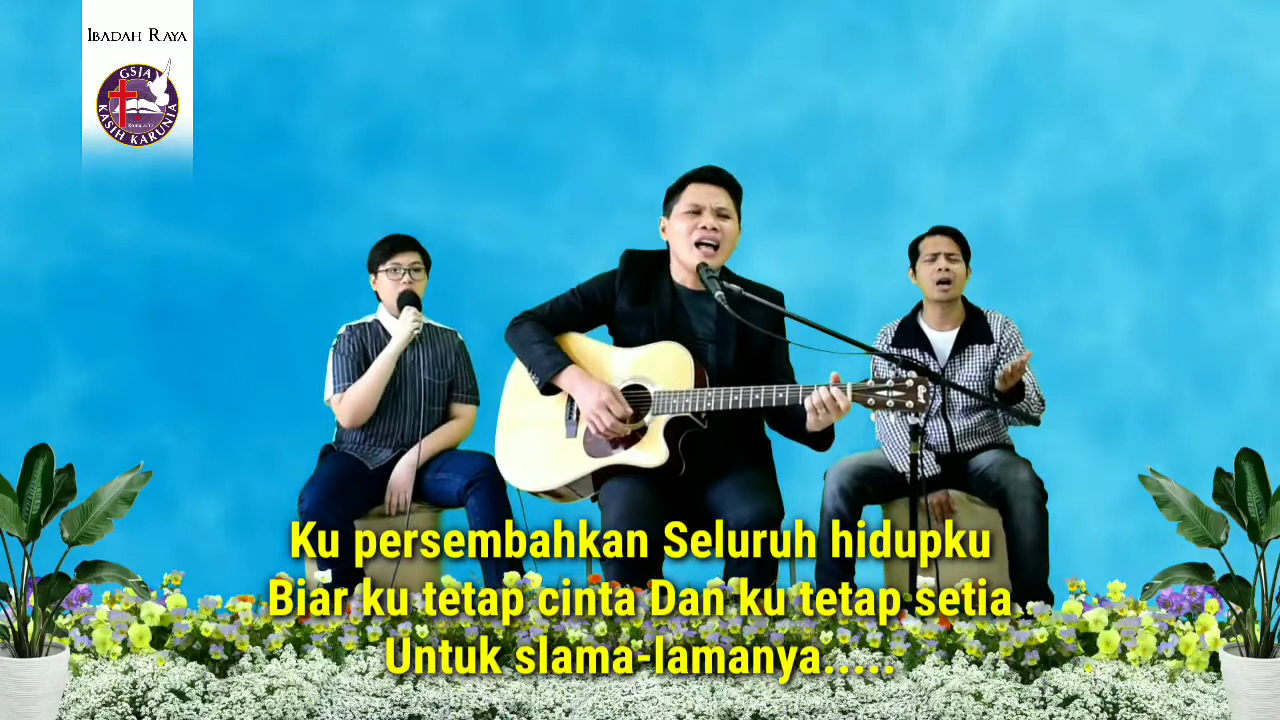 IBADAH RAYA
GSJA
KASIH KARUNIA
Ku persembahkan Seluruh hidupku
Biar ku tetap cinta Dan ku tetap setia
Untuk slama-lamanya.....